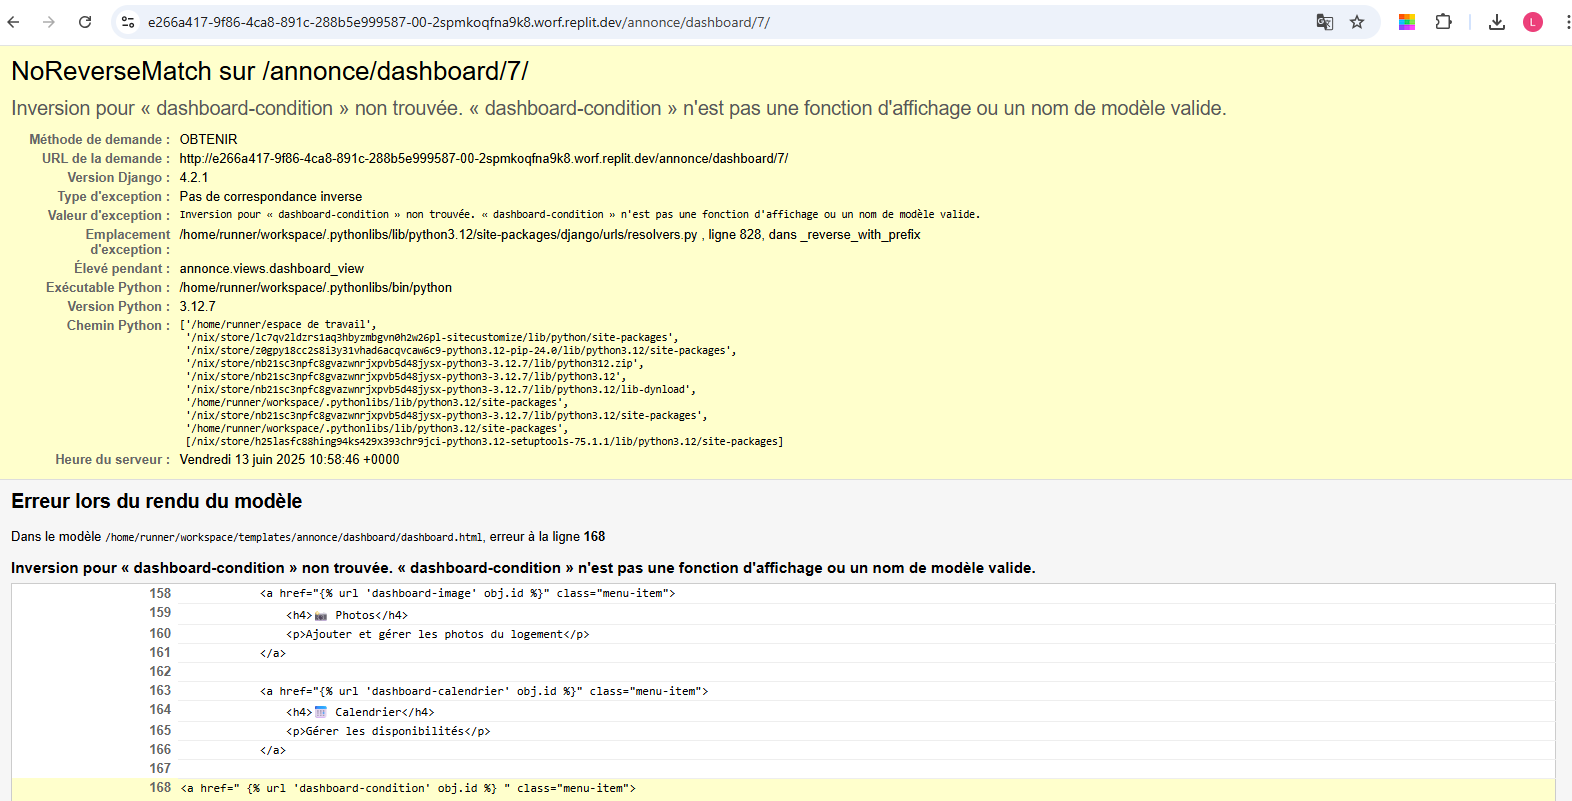 e266a417-9f86-4ca8-891c-288b5e999587-00-2spmkoqfna9k8.worf.replit.dev/annonce/dashboard/7/
L
NoReverseMatch sur /annonce/dashboard/7/
Inversion pour « dashboard-condition » non trouvée. « dashboard-condition » n'est pas une fonction d'affichage ou un nom de modèle valide.
Méthode de demande : OBTENIR
URL de la demande : http://e266a417-9f86-4ca8-891c-288b5e999587-00-2spmkoqfna9k8.worf.replit.dev/annonce/dashboard/7/
Version Django : 4.2.1
Type d'exception : Pas de correspondance inverse
Valeur d'exception : Inversion pour « dashboard-condition » non trouvée. « dashboard-condition » n'est pas une fonction d'affichage ou un nom de modèle valide.
Emplacement d'exception : /home/runner/workspace/.pythonlibs/lib/python3.12/site-packages/django/urls/resolvers.py , ligne 828, dans _reverse_with_prefix
Élevé pendant : annonce.views.dashboard_view
Exécutable Python : /home/runner/workspace/.pythonlibs/bin/python
Version Python : 3.12.7
Chemin Python : ['/home/runner/espace de travail',
'/nix/store/lc7qv2ldzrs1aq3hbyzmbgvn0h2w26pl-sitecustomize/lib/python/site-packages',
'/nix/store/z0gpy18cc2s8i3y31vhad6acqvcaw6c9-python3.12-pip-24.0/lib/python3.12/site-packages',
'/nix/store/nb21sc3npfc8gvazwnrjxpvb5d48jysx-python3-3.12.7/lib/python312.zip',
'/nix/store/nb21sc3npfc8gvazwnrjxpvb5d48jysx-python3-3.12.7/lib/python3.12',
'/nix/store/nb21sc3npfc8gvazwnrjxpvb5d48jysx-python3-3.12.7/lib/python3.12/lib-dynload',
'/home/runner/workspace/.pythonlibs/lib/python3.12/site-packages',
'/nix/store/nb21sc3npfc8gvazwnrjxpvb5d48jysx-python3-3.12.7/lib/python3.12/site-packages',
'/home/runner/workspace/.pythonlibs/lib/python3.12/site-packages',
[/nix/store/h25lasfc88hing94ks429x393chr9jci-python3.12-setuptools-75.1.1/lib/python3.12/site-packages]
Heure du serveur : Vendredi 13 juin 2025 10:58:46 +0000
Erreur lors du rendu du modèle
Dans le modèle /home/runner/workspace/templates/annonce/dashboard/dashboard.html, erreur à la ligne 168
Inversion pour « dashboard-condition » non trouvée. « dashboard-condition » n'est pas une fonction d'affichage ou un nom de modèle valide.
158 <a href="{% url 'dashboard-image' obj.id %}" class="menu-item">
159 <h4>📷 Photos</h4>
160 <p>Ajouter et gérer les photos du logement</p>
161 </a>
162
163 <a href="{% url 'dashboard-calendrier' obj.id %}" class="menu-item">
164 <h4>📅 Calendrier</h4>
165 <p>Gérer les disponibilités</p>
166 </a>
167
168 <a href=" {% url 'dashboard-condition' obj.id %} " class="menu-item">